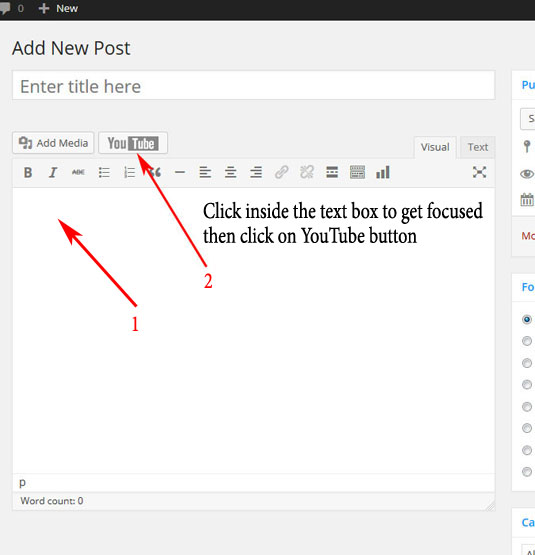 0 New
Add New Post
Enter title here
Pu
Add Media YouTube Visual Text
S
B I ABC
Click inside the text box to get focused
then click on YouTube button
Mo
2
Fo
1
p
Word count: 0
Ca